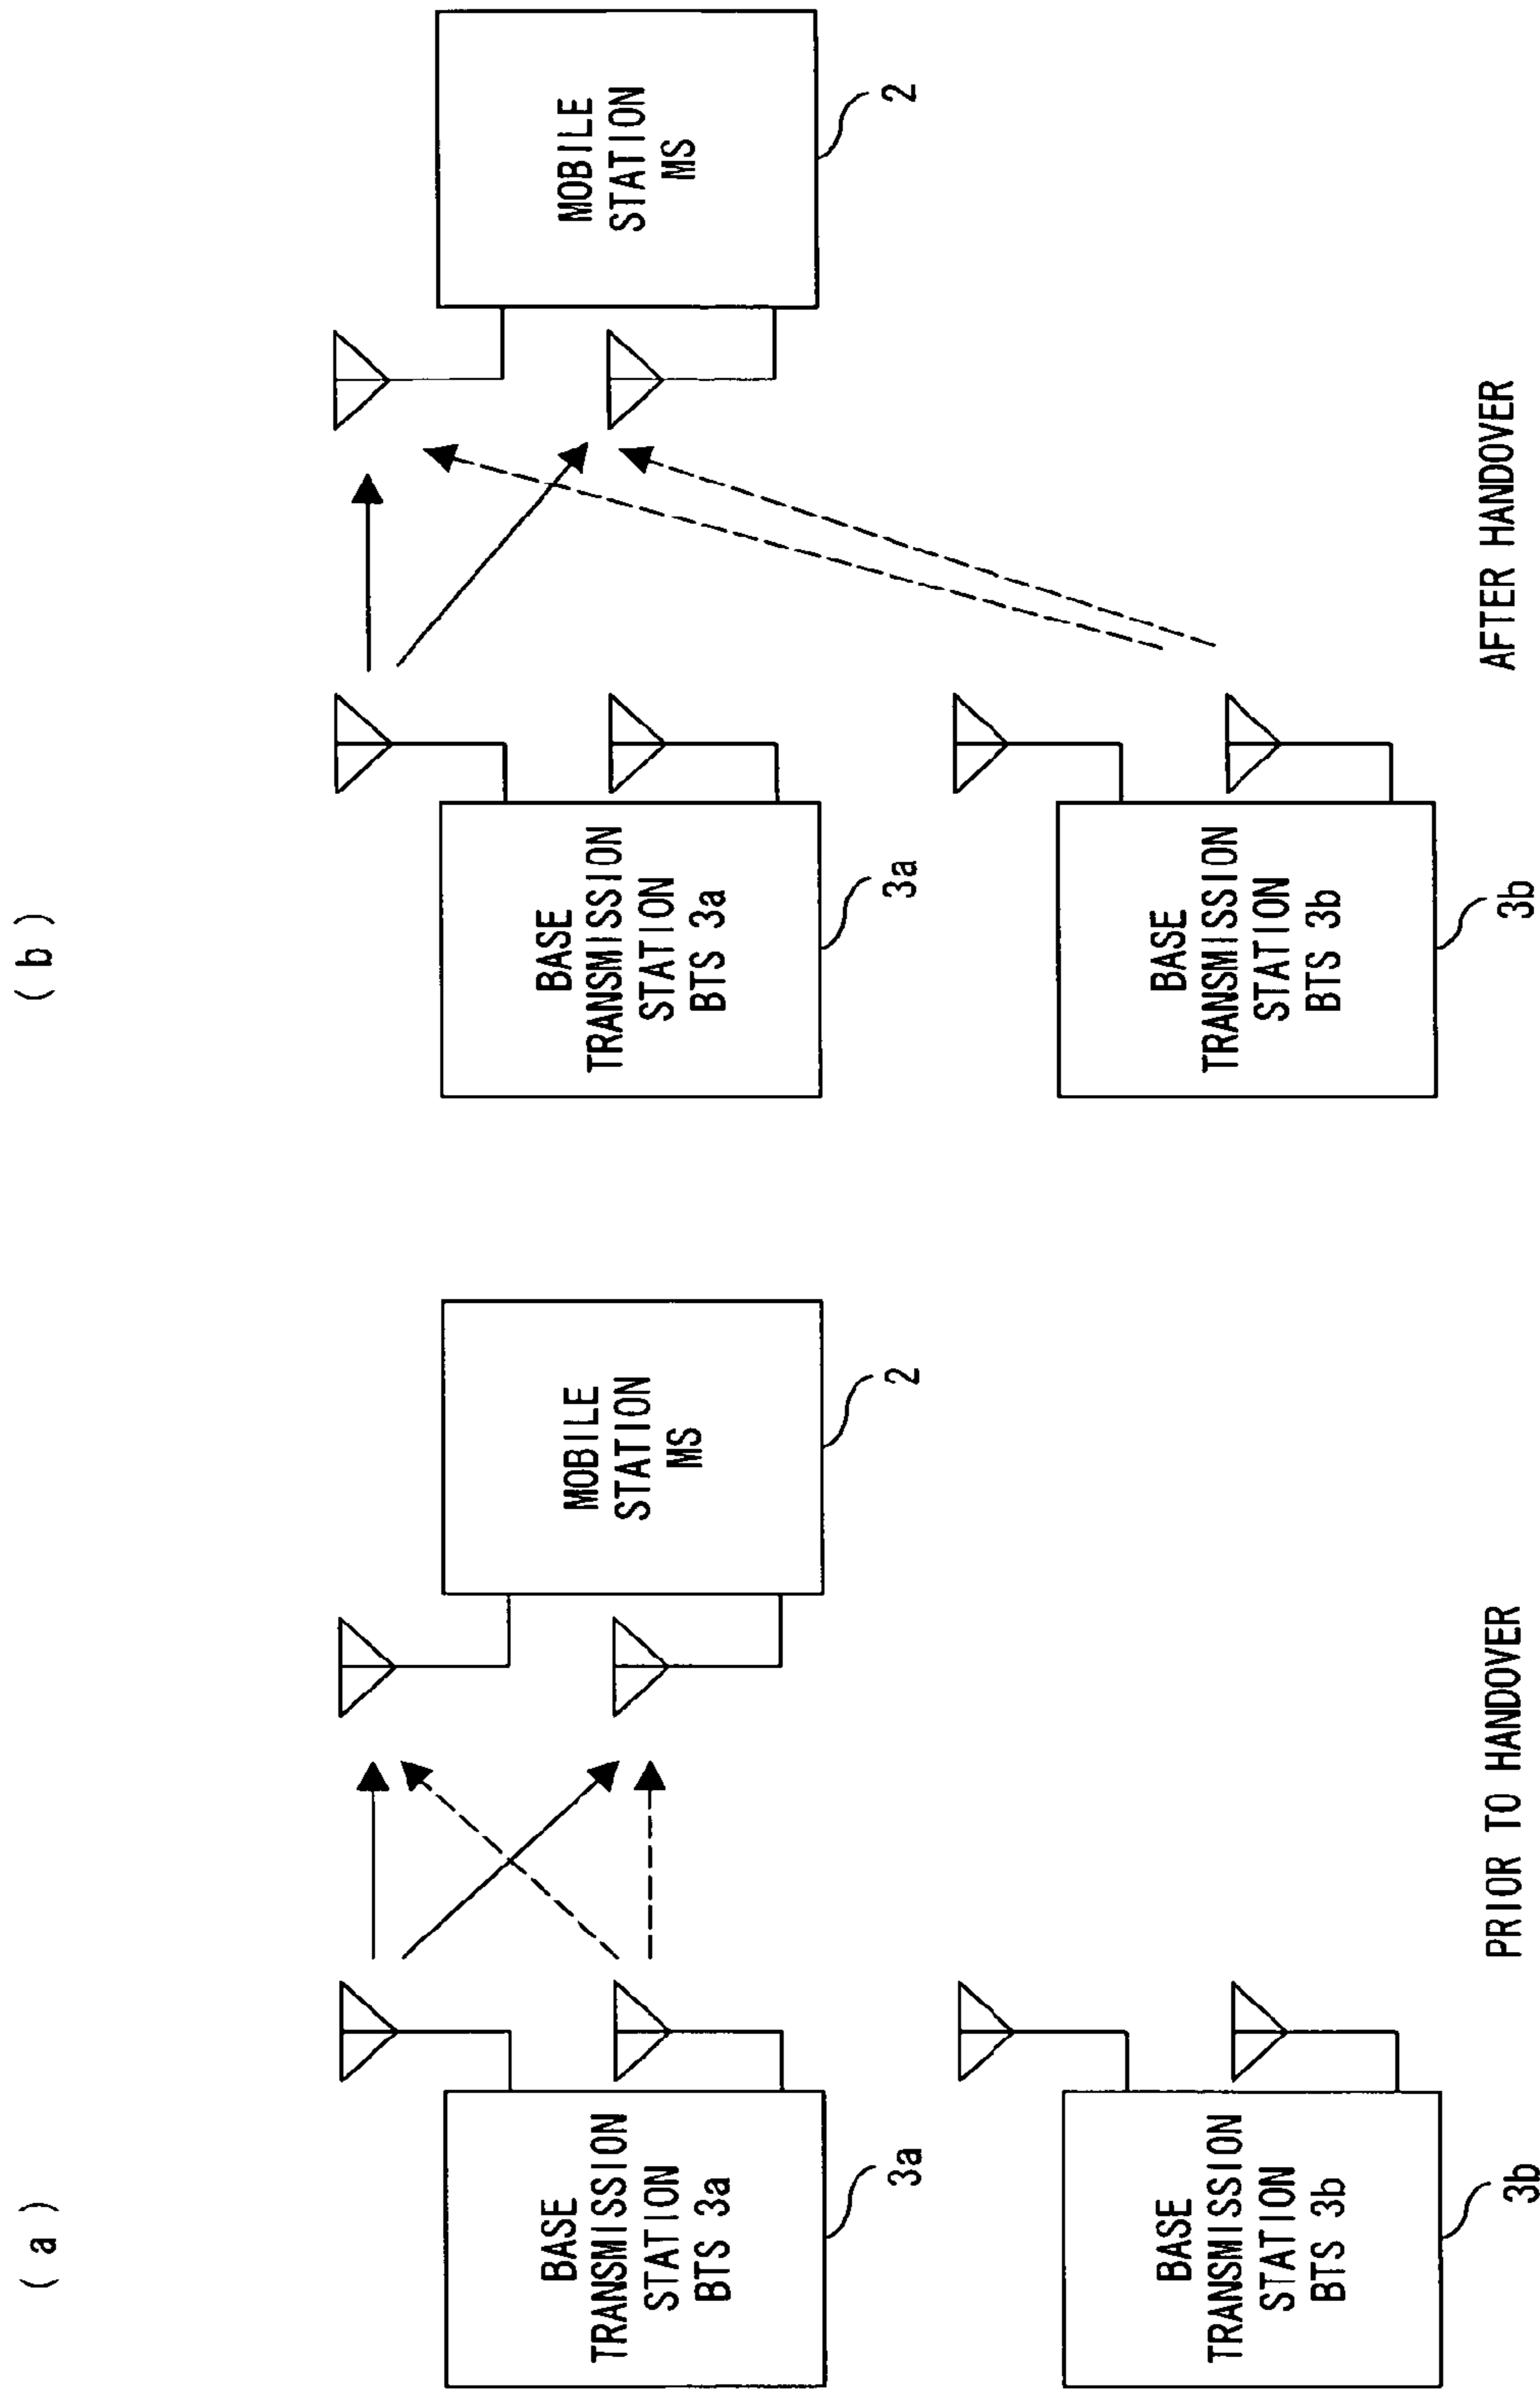 ( a )
BASE
TRANSMISSION
STATION
BTS 3a
3a
MOBILE
STATION
MS
2
BASE
TRANSMISSION
STATION
BTS 3b
3b
PRIOR TO HANDOVER
( b )
BASE
TRANSMISSION
STATION
BTS 3a
3a
MOBILE
STATION
MS
2
BASE
TRANSMISSION
STATION
BTS 3b
3b
AFTER HANDOVER